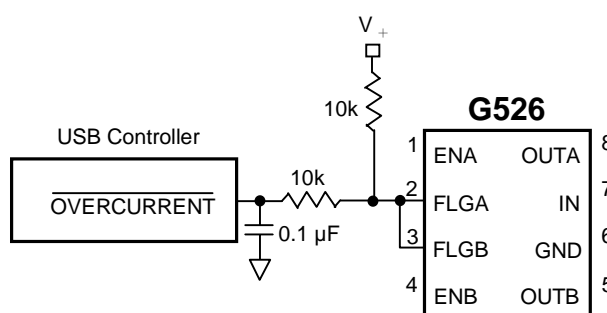 V+
10k
G526
USB Controller
1 ENA OUTA 8
10k
OVERCURRENT
2 FLGA IN 7
0.1 µF
3 FLGB GND 6
4 ENB OUTB 5